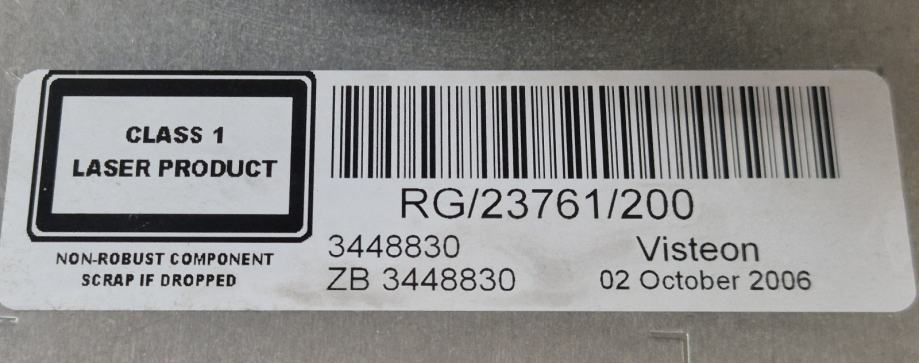 CLASS 1
LASER PRODUCT
NON-ROBUST COMPONENT
SCRAP IF DROPPED
RG/23761/200
3448830
ZB 3448830
Visteon
02 October 2006